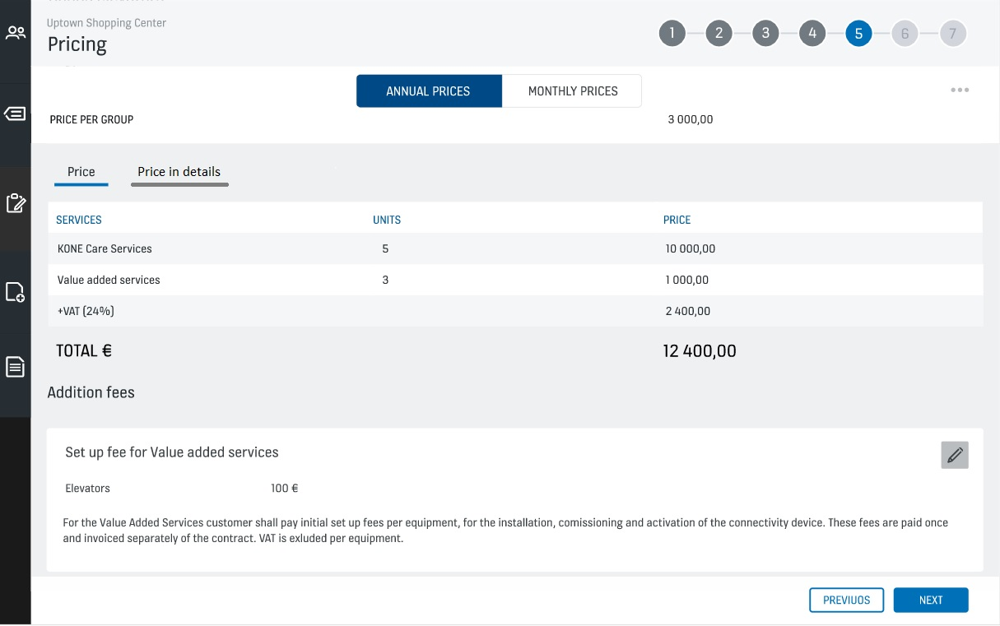 Uptown Shopping Center
Pricing
1 2 3 4 5 6 7
ANNUAL PRICES MONTHLY PRICES
PRICE PER GROUP 3 000,00
Price Price in details
SERVICES UNITS PRICE
KONE Care Services 5 10 000,00
Value added services 3 1 000,00
+VAT (24%) 2 400,00
TOTAL € 12 400,00
Addition fees
Set up fee for Value added services
Elevators 100 €
For the Value Added Services customer shall pay initial set up fees per equipment, for the installation, comissioning and activation of the connectivity device. These fees are paid once
and invoiced separately of the contract. VAT is exluded per equipment.
PREVIUOS NEXT